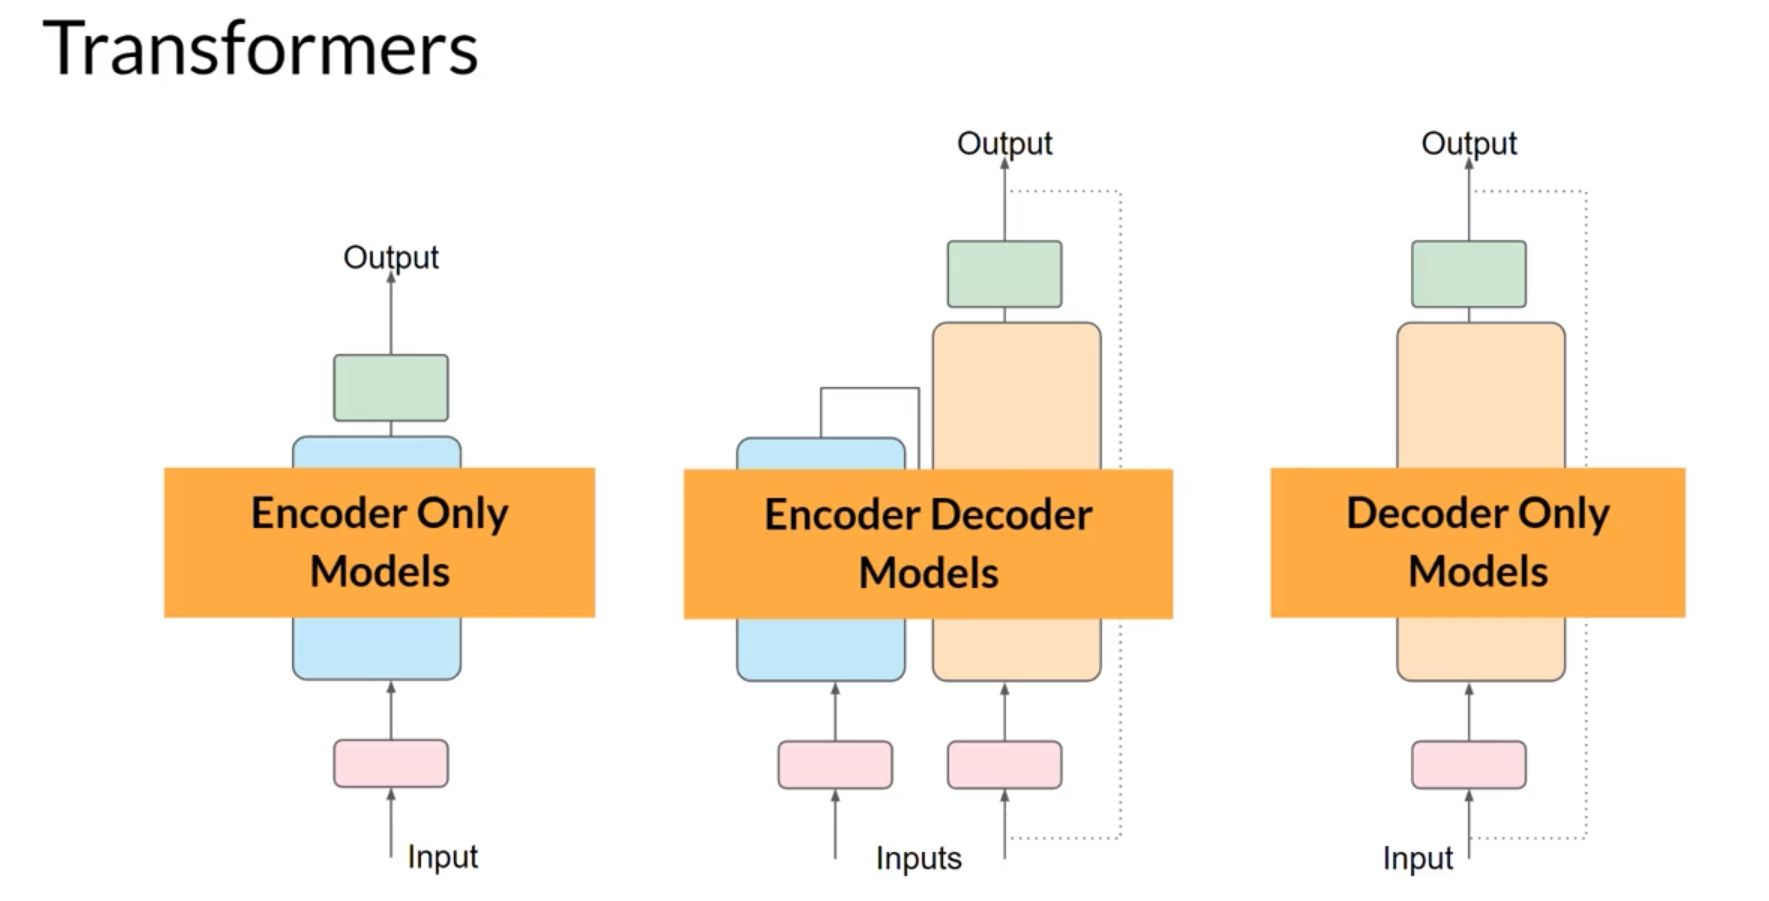 Transformers
Output
Encoder Only
Models
Input
Output
Encoder Decoder
Models
Inputs
Output
Decoder Only
Models
Input